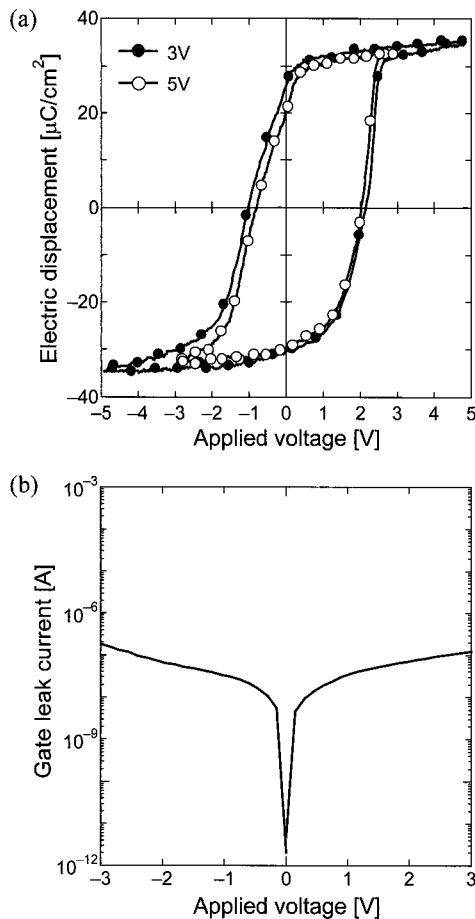 (a)
40
3V
5V
20
0
−20
−40
−5 −4 −3 −2 −1 0 1 2 3 4 5
Electric displacement [μC/cm²]
Applied voltage [V]
(b)
10⁻³
10⁻⁶
10⁻⁹
10⁻¹²
−3 −2 −1 0 1 2 3
Gate leak current [A]
Applied voltage [V]